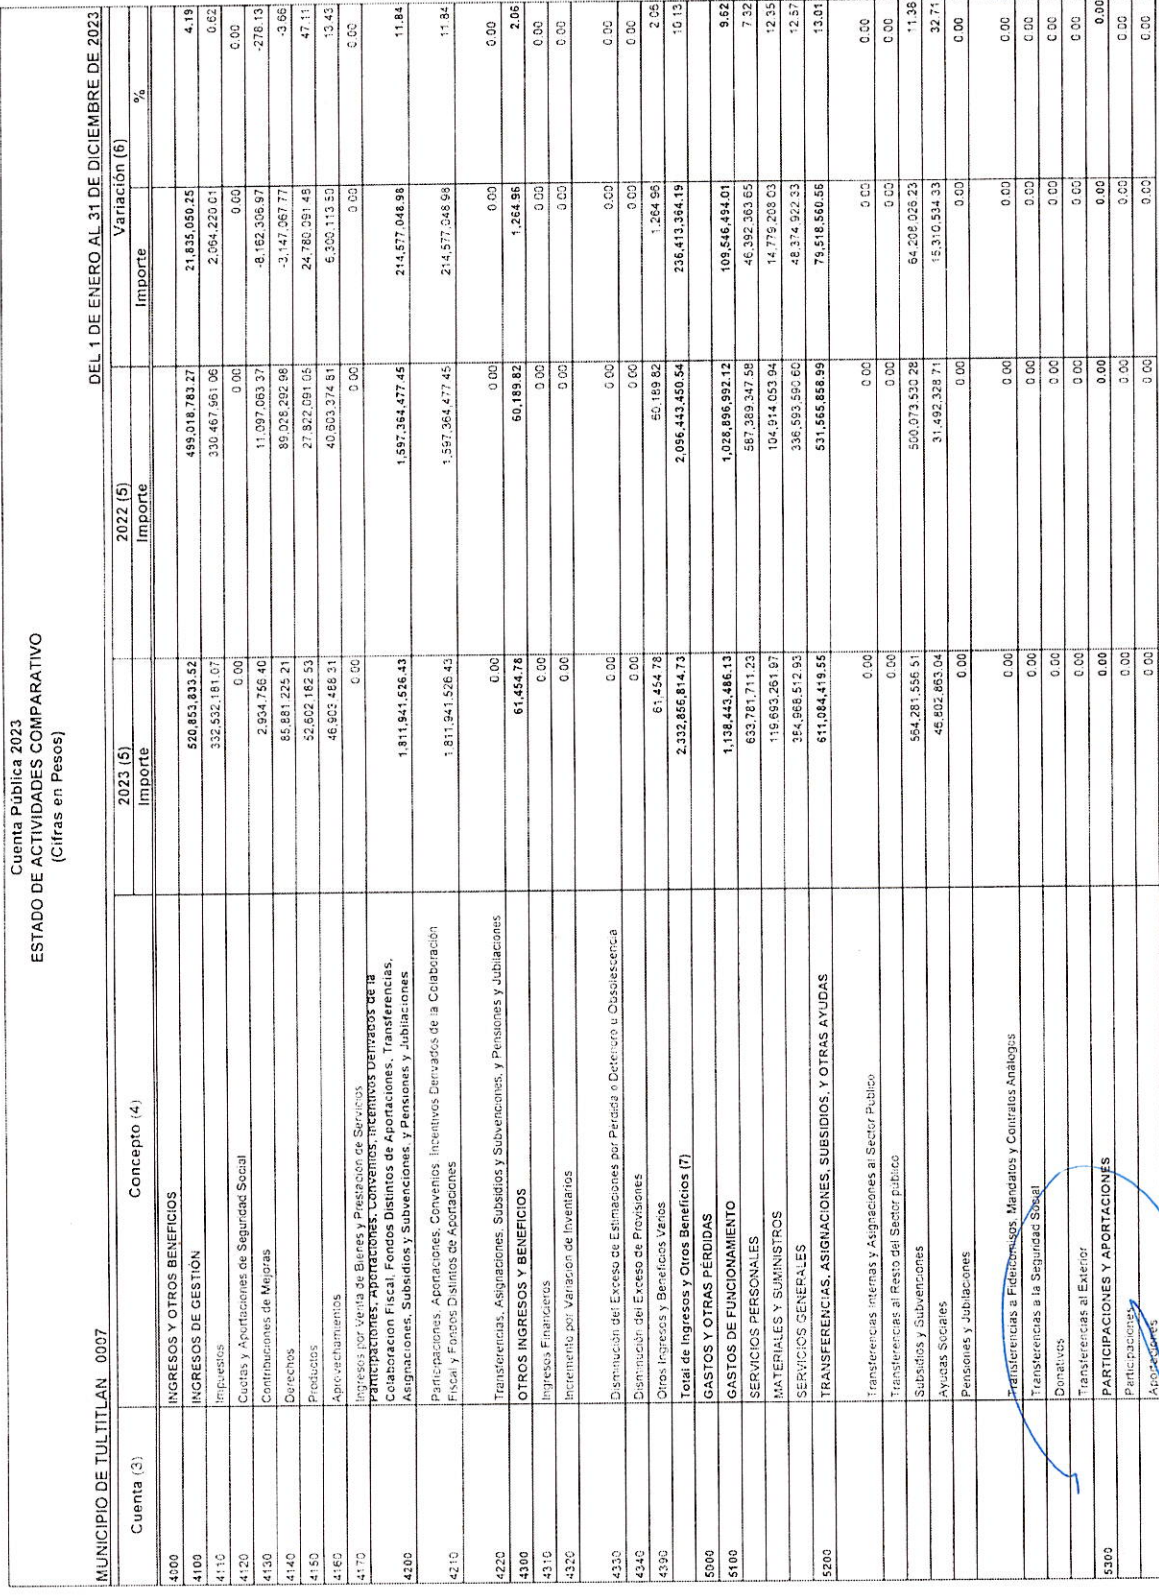 Cuenta Pública 2023
ESTADO DE ACTIVIDADES COMPARATIVO
(Cifras en Pesos)
MUNICIPIO DE TULTITLAN 0007 DEL 1 DE ENERO AL 31 DE DICIEMBRE DE 2023
Cuenta (3) Concepto (4) 2023 (5) 2022 (5) Variación (6)
Importe Importe Importe %
4000 INGRESOS Y OTROS BENEFICIOS
4100 INGRESOS DE GESTIÓN 520,853,833.52 499,018,783.27 21,835,050.25 4.19
4110 Impuestos 332,532,181.07 330,467,961.06 2,064,220.01 0.62
4120 Cuotas y Aportaciones de Seguridad Social 0.00 0.00 0.00 0.00
4130 Contribuciones de Mejoras 2,934,756.40 11,097,063.37 -8,162,306.97 -278.13
4140 Derechos 85,881,225.21 89,028,292.98 -3,147,067.77 -3.66
4150 Productos 52,602,182.53 27,822,091.05 24,780,091.48 47.11
4160 Aprovechamientos 46,903,488.31 40,603,374.81 6,300,113.50 13.43
4170 Ingresos por Venta de Bienes y Prestación de Servicios 0.00 0.00 0.00 0.00
Participaciones, Aportaciones, Convenios, Incentivos Derivados de la
Colaboracion Fiscal, Fondos Distintos de Aportaciones, Transferencias,
4200 Asignaciones, Subsidios y Subvenciones, y Pensiones y Jubilaciones 1,811,941,526.43 1,597,364,477.45 214,577,048.98 11.84
Participaciones, Aportaciones, Convenios Incentivos Derivados de la Colaboración
4210 Fiscal y Fondos Distintos de Aportaciones 1,811,941,526.43 1,597,364,477.45 214,577,048.98 11.84
4220 Transferencias, Asignaciones, Subsidios y Subvenciones, y Pensiones y Jubilaciones 0.00 0.00 0.00 0.00
4300 OTROS INGRESOS Y BENEFICIOS 61,454.78 60,189.82 1,264.96 2.06
4310 Ingresos Financieros 0.00 0.00 0.00 0.00
4320 Incremento por Variacion de Inventarios 0.00 0.00 0.00 0.00
4330 Disminución del Exceso de Estimaciones por Perdida o Deterioro u Obsolescencia 0.00 0.00 0.00 0.00
4340 Disminución del Exceso de Provisiones 0.00 0.00 0.00 0.00
4390 Otros Ingresos y Beneficios Varios 61,454.78 60,189.82 1,264.96 2.06
Total de Ingresos y Otros Beneficios (7) 2,332,856,814.73 2,096,443,450.54 236,413,364.19 10.13
5000 GASTOS Y OTRAS PÉRDIDAS
5100 GASTOS DE FUNCIONAMIENTO 1,138,443,486.13 1,028,896,992.12 109,546,494.01 9.62
SERVICIOS PERSONALES 633,781,711.23 587,389,347.58 46,392,363.65 7.32
MATERIALES Y SUMINISTROS 119,693,261.97 104,914,053.94 14,779,208.03 12.35
SERVICIOS GENERALES 384,968,512.93 336,593,590.60 48,374,922.33 12.57
5200 TRANSFERENCIAS, ASIGNACIONES, SUBSIDIOS, Y OTRAS AYUDAS 611,084,419.55 531,565,858.99 79,518,560.56 13.01
Transferencias Internas y Asignaciones al Sector Publico 0.00 0.00 0.00 0.00
Transferencias al Resto del Sector público 0.00 0.00 0.00 0.00
Subsidios y Subvenciones 564,281,556.51 500,073,530.28 64,208,026.23 11.38
Ayudas Sociales 46,802,863.04 31,492,328.71 15,310,534.33 32.71
Pensiones y Jubilaciones 0.00 0.00 0.00 0.00
Transferencias a Fideicomisos, Mandatos y Contratos Análogos 0.00 0.00 0.00 0.00
Transferencias a la Seguridad Social 0.00 0.00 0.00 0.00
Donativos 0.00 0.00 0.00 0.00
Transferencias al Exterior 0.00 0.00 0.00 0.00
5300 PARTICIPACIONES Y APORTACIONES 0.00 0.00 0.00 0.00
Participaciones 0.00 0.00 0.00 0.00
Aportaciones 0.00 0.00 0.00 0.00